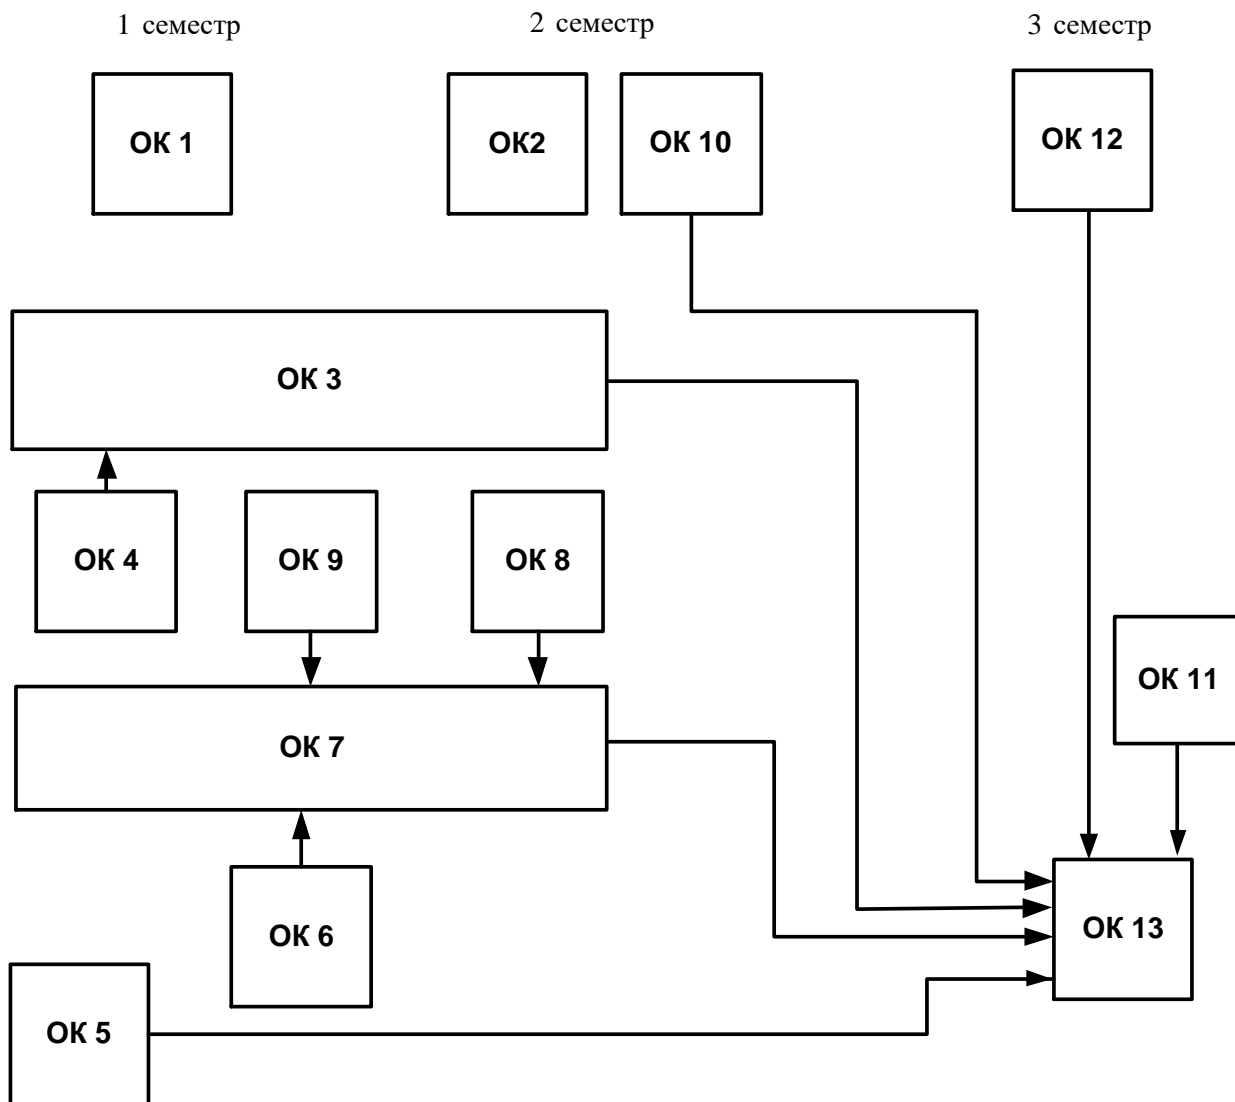 1 семестр
2 семестр
3 семестр
ОК 1
ОК2
ОК 10
ОК 12
ОК 3
ОК 4
ОК 9
ОК 8
ОК 11
ОК 7
ОК 6
ОК 13
ОК 5